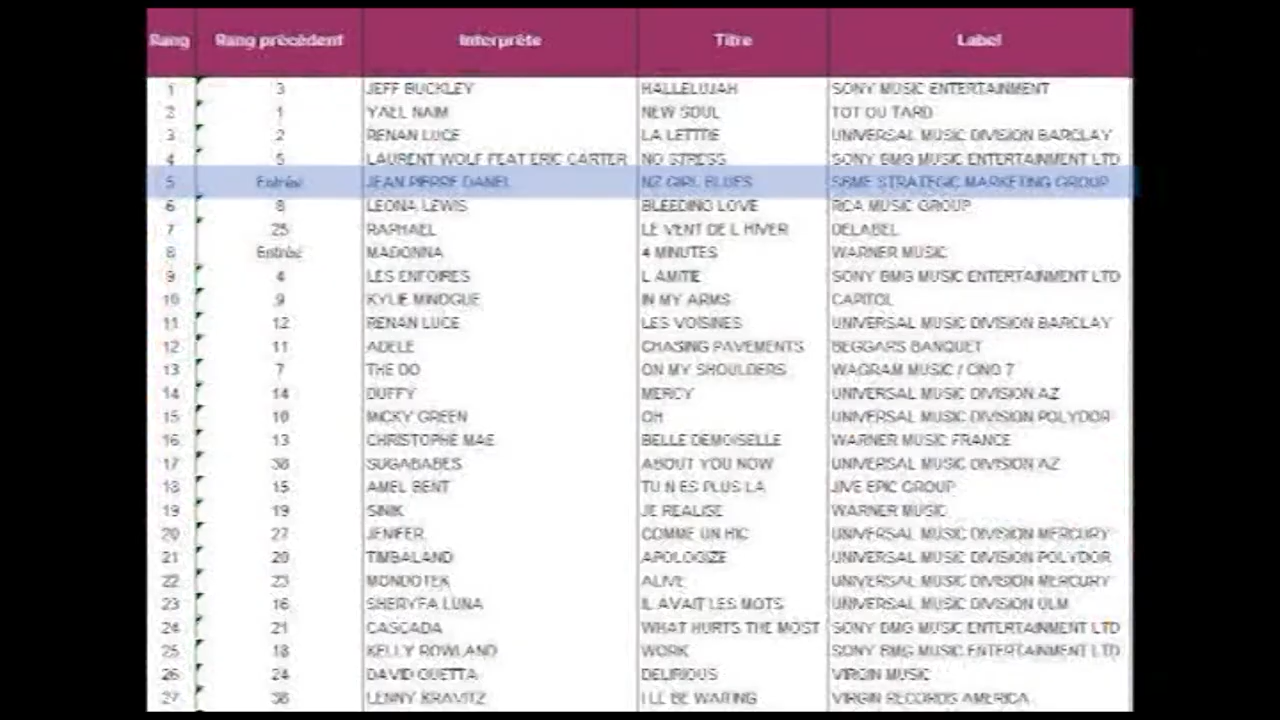 Rang Rang précédent Interprète Titre Label
1 3 JEFF BUCKLEY HALLELUJAH SONY MUSIC ENTERTAINMENT
2 1 YAEL NAIM NEW SOUL TOT OU TARD
3 2 RENAN LUCE LA LETTRE UNIVERSAL MUSIC DIVISION BARCLAY
4 5 LAURENT WOLF FEAT ERIC CARTER NO STRESS SONY BMG MUSIC ENTERTAINMENT LTD
5 Entrée JEAN PIERRE DANEL NZ GIRL BLUES SBME STRATEGIC MARKETING GROUP
6 8 LEONA LEWIS BLEEDING LOVE RCA MUSIC GROUP
7 25 RAPHAEL LE VENT DE L HIVER DELABEL
8 Entrée MADONNA 4 MINUTES WARNER MUSIC
9 4 LES ENFOIRES L AMITIE SONY BMG MUSIC ENTERTAINMENT LTD
10 9 KYLIE MINOGUE IN MY ARMS CAPITOL
11 12 RENAN LUCE LES VOISINES UNIVERSAL MUSIC DIVISION BARCLAY
12 11 ADELE CHASING PAVEMENTS BEGGARS BANQUET
13 7 THE DO ON MY SHOULDERS WAGRAM MUSIC / CINQ 7
14 14 DUFFY MERCY UNIVERSAL MUSIC DIVISION AZ
15 10 MICKY GREEN OH UNIVERSAL MUSIC DIVISION POLYDOR
16 13 CHRISTOPHE MAE BELLE DEMOISELLE WARNER MUSIC FRANCE
17 SUGABABES ABOUT YOU NOW UNIVERSAL MUSIC DIVISION AZ
18 15 AMEL BENT TU N ES PLUS LA JIVE EPIC GROUP
19 19 SINIK JE REALISE WARNER MUSIC
20 27 JENIFER COMME UN HIC UNIVERSAL MUSIC DIVISION MERCURY
21 20 TIMBALAND APOLOGIZE UNIVERSAL MUSIC DIVISION POLYDOR
22 23 MONDOTEK ALIVE UNIVERSAL MUSIC DIVISION MERCURY
23 16 SHERYFA LUNA IL AVAIT LES MOTS UNIVERSAL MUSIC DIVISION ULM
24 21 CASCADA WHAT HURTS THE MOST SONY BMG MUSIC ENTERTAINMENT LTD
25 18 KELLY ROWLAND WORK SONY BMG MUSIC ENTERTAINMENT LTD
26 24 DAVID GUETTA DELIRIOUS VIRGIN MUSIC
27 LENNY KRAVITZ I LL BE WAITING VIRGIN RECORDS AMERICA